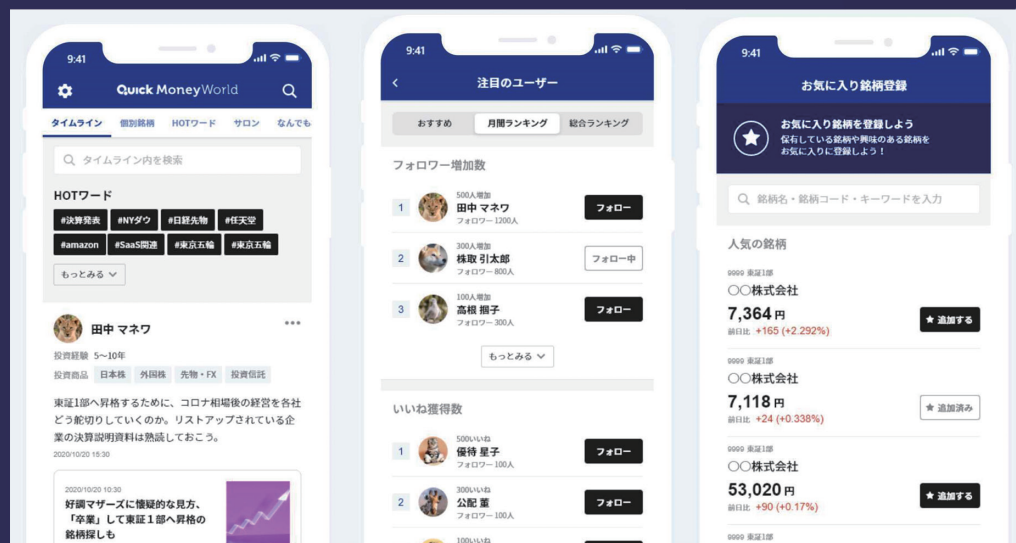 9:41
Quick MoneyWorld
タイムライン 個別銘柄 HOTワード サロン なんでも
タイムライン内を検索
HOTワード
#決算発表 #NYダウ #日経先物 #任天堂
#amazon #SaaS関連 #東京五輪 #東京五輪
もっとみる
田中 マネワ
投資経験 5〜10年
投資商品 日本株 外国株 先物・FX 投資信託
東証1部へ昇格するために、コロナ相場後の経営を各社
どう舵切りしていくのか。リストアップされている企
業の決算説明資料は熟読しておこう。
2020/10/20 15:30
2020/10/20 10:30
好調マザーズに懐疑的な見方、
「卒業」して東証１部へ昇格の
銘柄探しも
9:41
注目のユーザー
おすすめ 月間ランキング 総合ランキング
フォロワー増加数
1
500人増加
田中 マネワ
フォロワー 1200人
フォロー
2
300人増加
株取 引太郎
フォロワー 800人
フォロー中
3
100人増加
高根 掴子
フォロワー 300人
フォロー
もっとみる
いいね獲得数
1
500いいね
優待 星子
フォロワー 100人
フォロー
2
300いいね
公配 董
フォロワー 100人
フォロー
100いいね
9:41
お気に入り銘柄登録
お気に入り銘柄を登録しよう
保有している銘柄や興味のある銘柄を
お気に入りに登録しよう！
銘柄名・銘柄コード・キーワードを入力
人気の銘柄
9999 東証1部
〇〇株式会社
7,364 円
前日比 +165 (+2.292%)
★ 追加する
9999 東証1部
〇〇株式会社
7,118 円
前日比 +24 (+0.338%)
★ 追加済み
9999 東証1部
〇〇株式会社
53,020 円
前日比 +90 (+0.17%)
★ 追加する
9999 東証1部